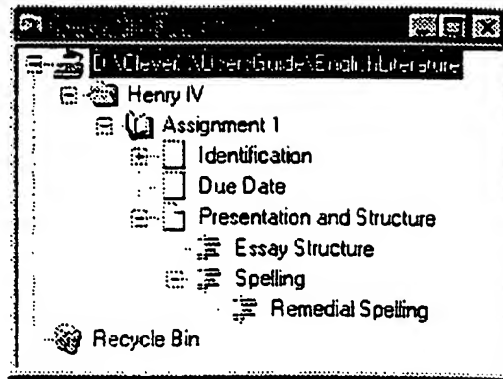 D:\Clever...\UsersGuide\EnglishLiterature
Henry IV
Assignment 1
Identification
Due Date
Presentation and Structure
Essay Structure
Spelling
Remedial Spelling
Recycle Bin